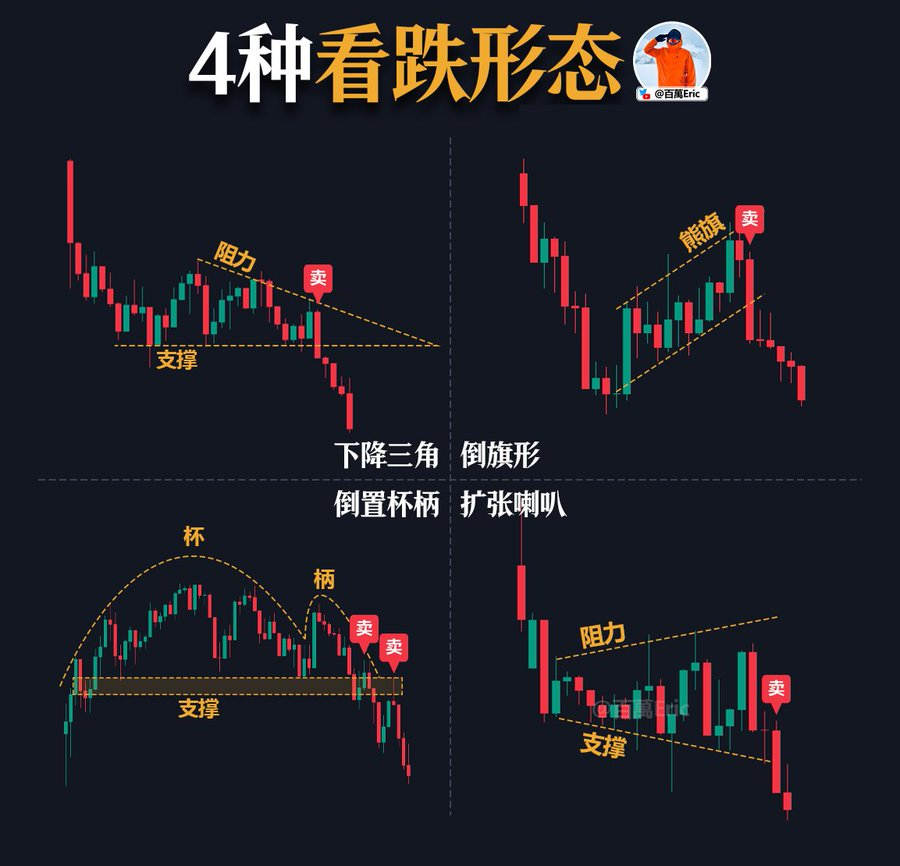 4种看跌形态
@百萬Eric
阻力
卖
支撑
下降三角
熊旗
卖
倒旗形
倒置杯柄
杯
柄
卖
卖
支撑
扩张喇叭
阻力
卖
@百萬Eric
支撑